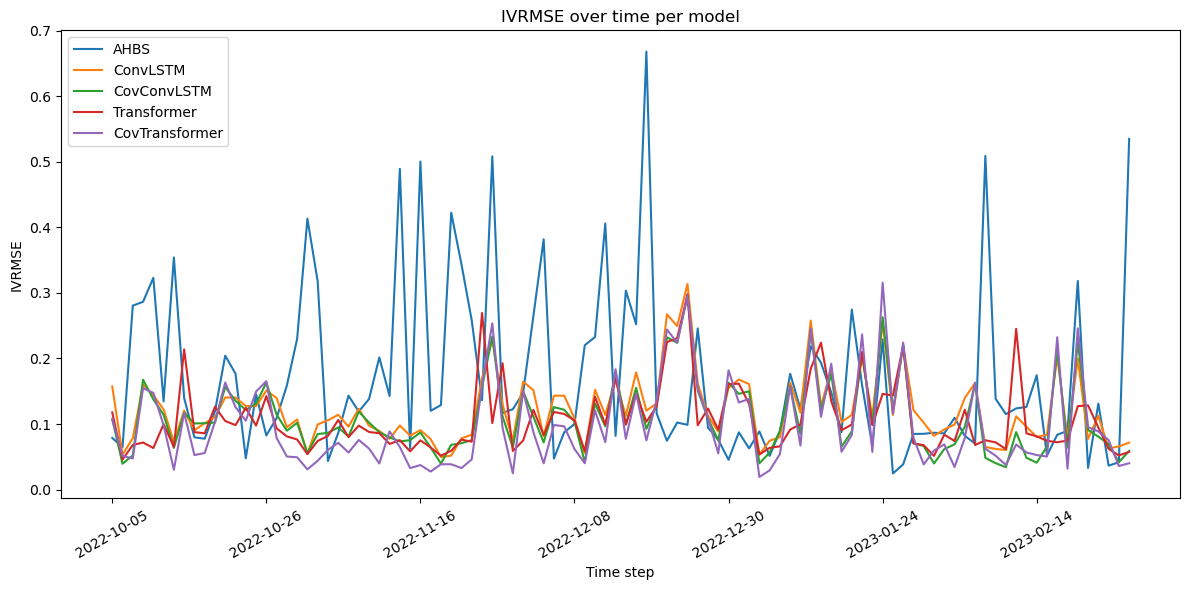 IVRMSE over time per model
AHBS
ConvLSTM
CovConvLSTM
Transformer
CovTransformer
IVRMSE
0.7
0.6
0.5
0.4
0.3
0.2
0.1
0.0
2022-10-05
2022-10-26
2022-11-16
2022-12-08
2022-12-30
2023-01-24
2023-02-14
Time step